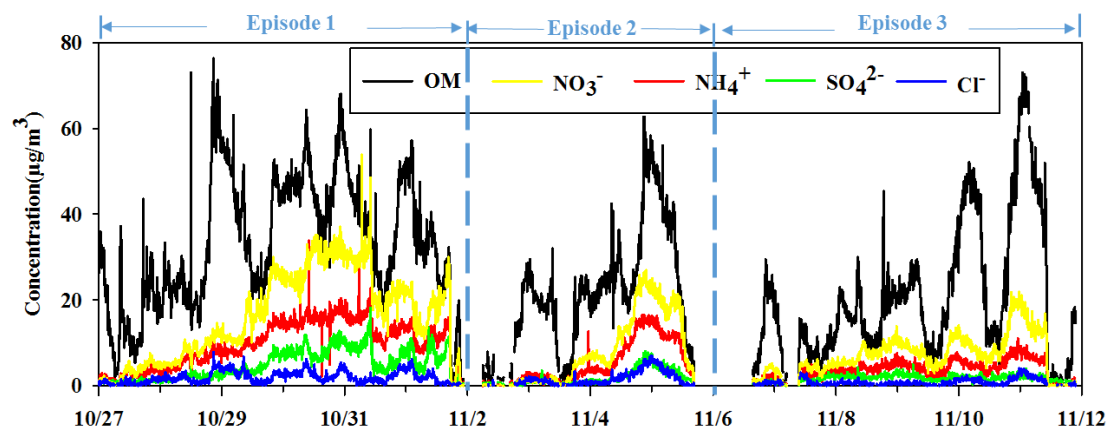 Episode 1 Episode 2 Episode 3
80
OM NO₃⁻ NH₄⁺ SO₄²⁻ Cl⁻
60
40
20
0
Concentration(μg/m³)
10/27 10/29 10/31 11/2 11/4 11/6 11/8 11/10 11/12